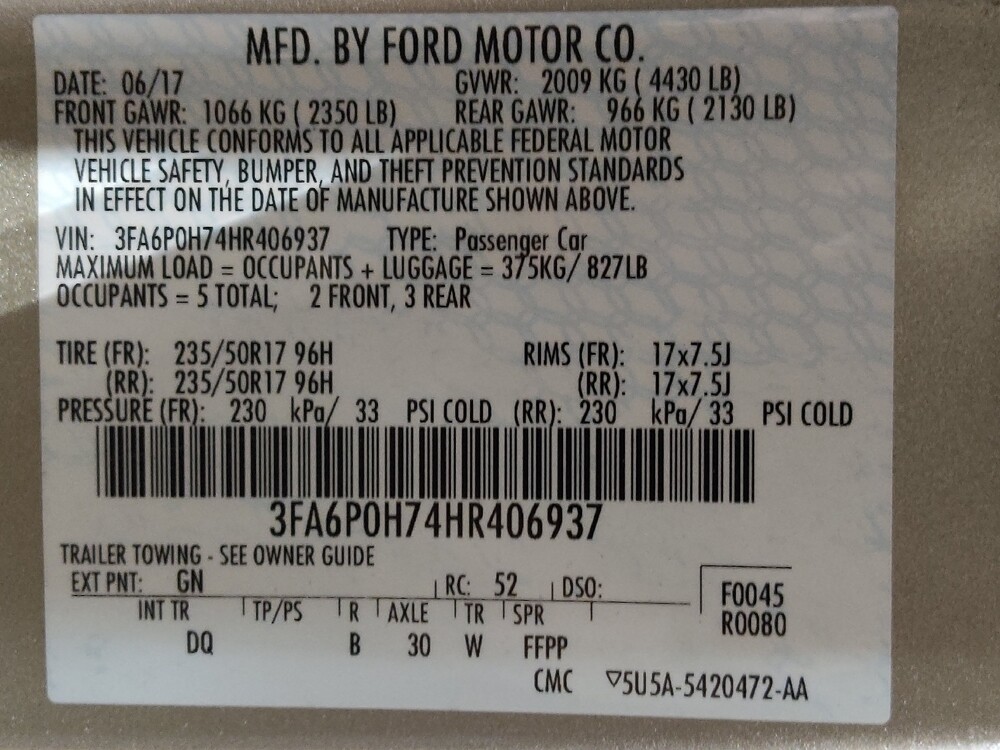 MFD. BY FORD MOTOR CO.
DATE: 06/17 GVWR: 2009 KG ( 4430 LB)
FRONT GAWR: 1066 KG ( 2350 LB) REAR GAWR: 966 KG ( 2130 LB)
THIS VEHICLE CONFORMS TO ALL APPLICABLE FEDERAL MOTOR
VEHICLE SAFETY, BUMPER, AND THEFT PREVENTION STANDARDS
IN EFFECT ON THE DATE OF MANUFACTURE SHOWN ABOVE.
VIN: 3FA6P0H74HR406937 TYPE: Passenger Car
MAXIMUM LOAD = OCCUPANTS + LUGGAGE = 375KG/ 827LB
OCCUPANTS = 5 TOTAL; 2 FRONT, 3 REAR
TIRE (FR): 235/50R17 96H RIMS (FR): 17x7.5J
(RR): 235/50R17 96H (RR): 17x7.5J
PRESSURE (FR): 230 kPa/ 33 PSI COLD (RR): 230 kPa/ 33 PSI COLD
3FA6P0H74HR406937
TRAILER TOWING - SEE OWNER GUIDE
EXT PNT: GN RC: 52 DSO:
F0045
INT TR TP/PS R AXLE TR SPR
R0080
DQ B 30 W FFPP
CMC ▽5U5A-5420472-AA